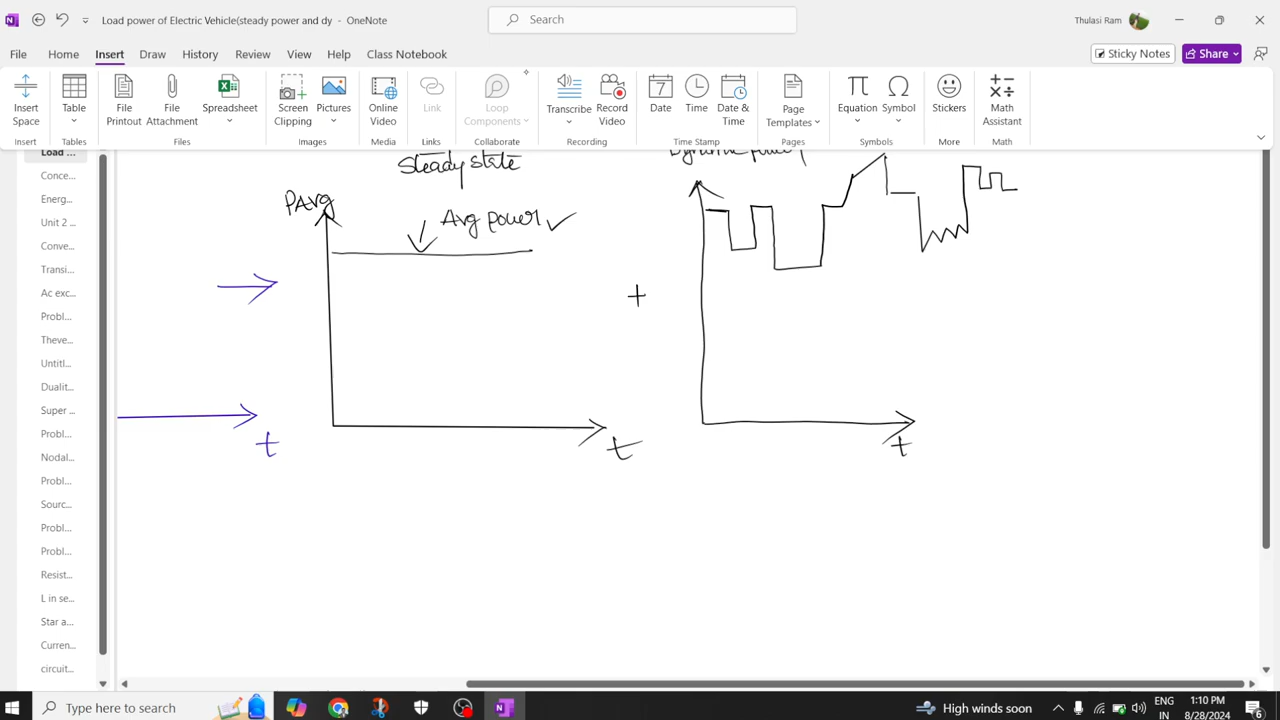 Load power of Electric Vehicle(steady power and dy - OneNote
Search
Thulasi Ram
File Home Insert Draw History Review View Help Class Notebook
Sticky Notes Share
Insert Space
Table
File Printout
File Attachment
Spreadsheet
Screen Clipping
Pictures
Online Video
Link
Loop Components
Transcribe
Record Video
Date
Time
Date & Time
Page Templates
Equation
Symbol
Stickers
Math Assistant
Insert Tables Files Images Media Links Collaborate Recording Time Stamp Pages Symbols More Math
Load ...
Conce...
Energ...
Unit 2 ...
Conve...
Transi...
Ac exc...
Probl...
Theve...
Untitl...
Dualit...
Super ...
Probl...
Nodal...
Probl...
Sourc...
Probl...
Probl...
Resist...
L in se...
Star a...
Curren...
circuit...
Steady state
PAvg
Avg power ✓
+
t
t
t
Type here to search
High winds soon
ENG
IN
1:10 PM
8/28/2024
6